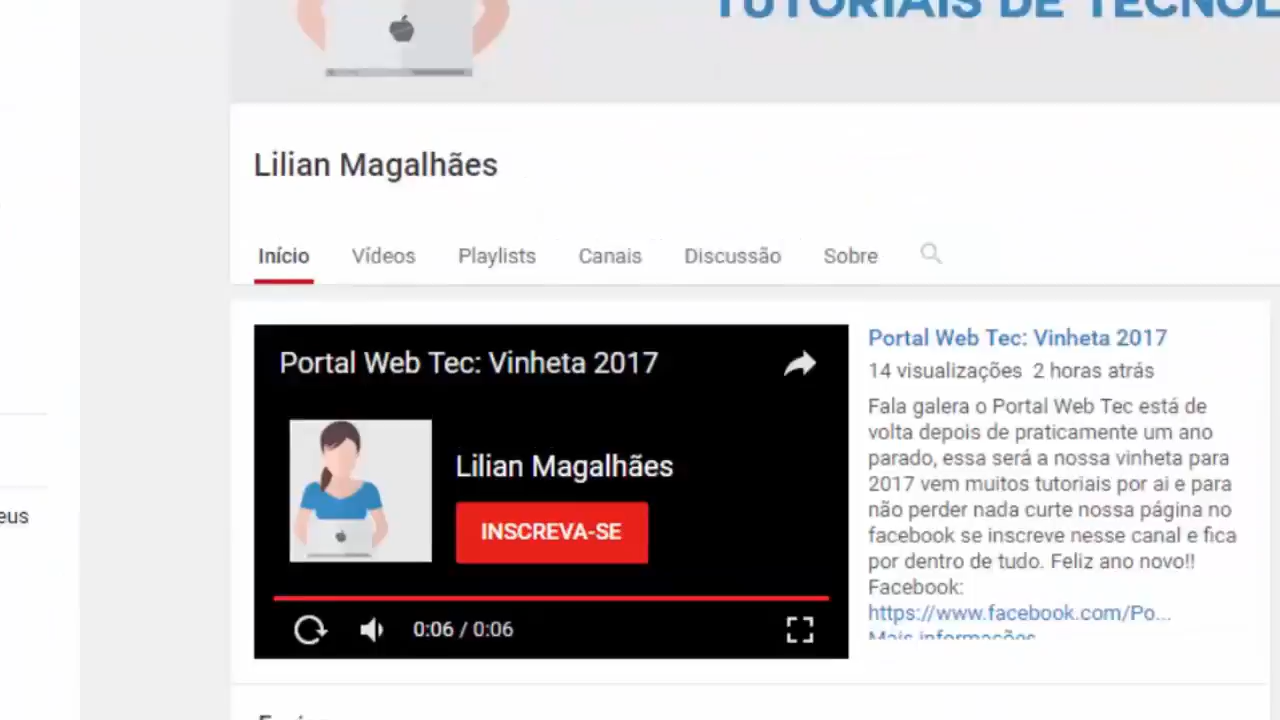 TUTORIAIS DE TECNOL
Lilian Magalhães
Início Vídeos Playlists Canais Discussão Sobre
Portal Web Tec: Vinheta 2017
Lilian Magalhães
INSCREVA-SE
0:06 / 0:06
Portal Web Tec: Vinheta 2017
14 visualizações 2 horas atrás
Fala galera o Portal Web Tec está de
volta depois de praticamente um ano
parado, essa será a nossa vinheta para
2017 vem muitos tutoriais por ai e para
não perder nada curte nossa página no
facebook se inscreve nesse canal e fica
por dentro de tudo. Feliz ano novo!!
Facebook:
https://www.facebook.com/Po...
Mais informações
eus